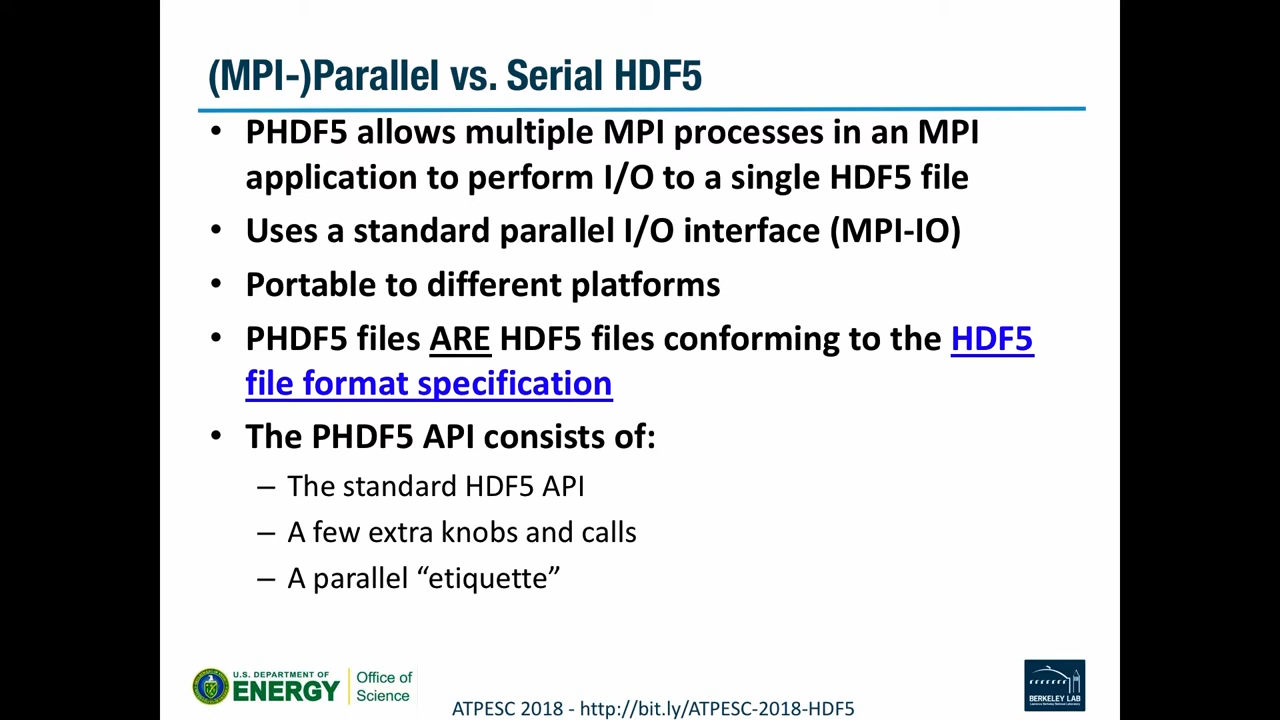 (MPI-)Parallel vs. Serial HDF5
• PHDF5 allows multiple MPI processes in an MPI
application to perform I/O to a single HDF5 file
• Uses a standard parallel I/O interface (MPI-IO)
• Portable to different platforms
• PHDF5 files ARE HDF5 files conforming to the HDF5
file format specification
• The PHDF5 API consists of:
– The standard HDF5 API
– A few extra knobs and calls
– A parallel “etiquette”
U.S. DEPARTMENT OF
ENERGY
Office of
Science
ATPESC 2018 - http://bit.ly/ATPESC-2018-HDF5
BERKELEY LAB